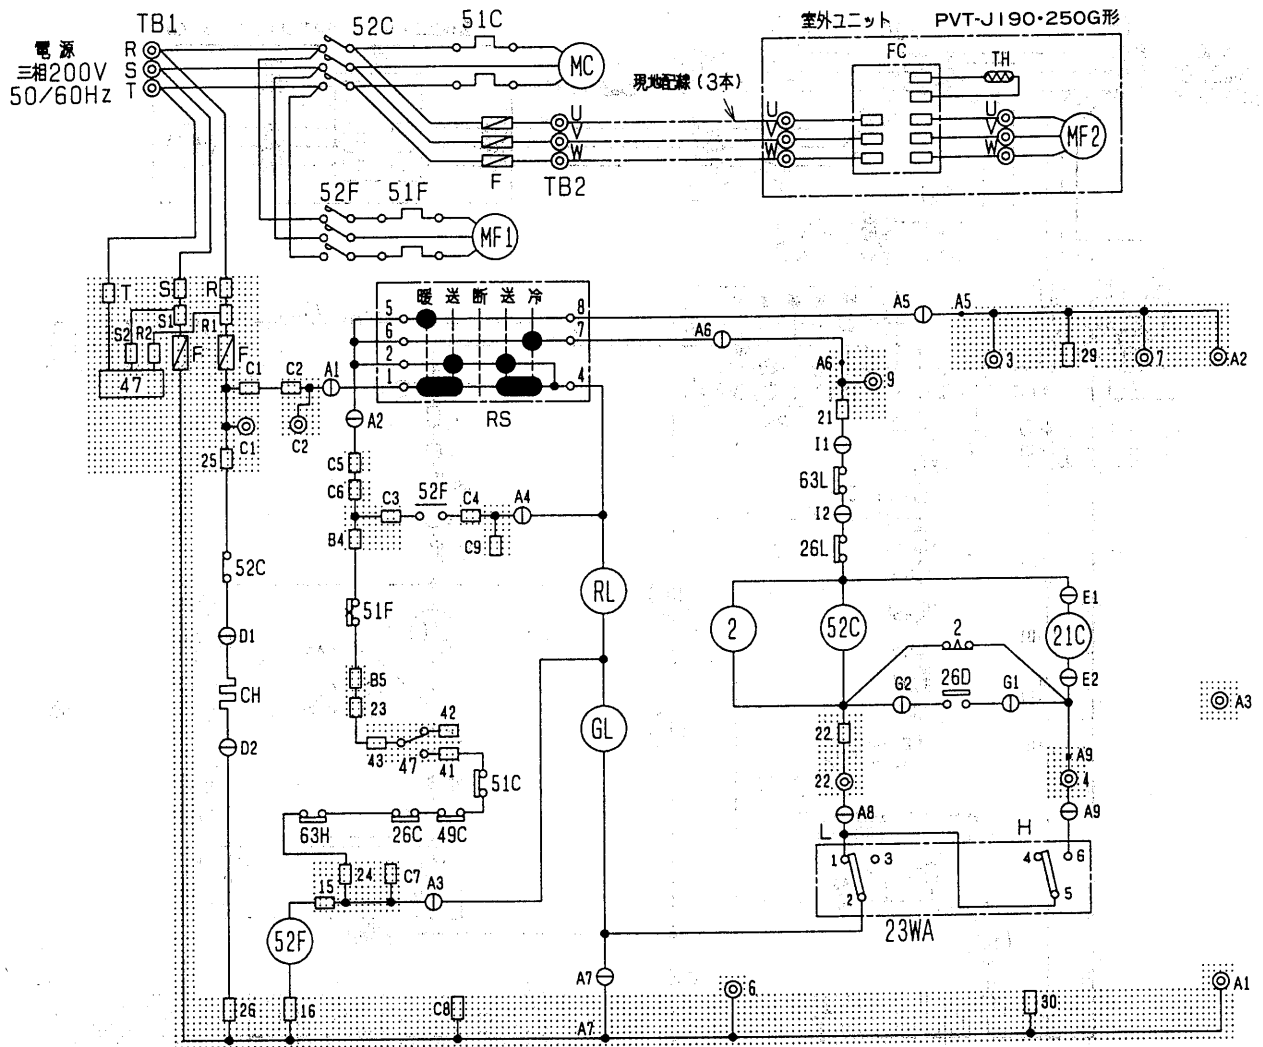 TB1
52C
51C
室外ユニット PVT-J190・250G形
電源
三相200V
50/60Hz
R
S
T
MC
現地配線(3本)
FC
TH
U
V
W
U
V
W
U
V
W
MF2
F
TB2
52F
51F
MF1
T
S
R
S1
R1
S2
R2
F
F
47
C1
C2
A1
C1
C2
25
暖 送 断 送 冷
5
6
2
1
8
7
4
RS
A2
A5
A5
A6
A6
3
29
7
A2
9
21
I1
63L
I2
26L
C5
C6
C3
52F
C4
A4
C9
B4
52C
51F
RL
D1
CH
D2
B5
23
42
43
47
41
GL
51C
63H
26C
49C
24
C7
15
A3
52F
2
52C
E1
21C
E2
2
G2
26D
G1
22
22
A8
A9
4
A9
A3
L
H
1
3
2
4
6
5
23WA
26
16
C8
A7
A7
6
30
A1